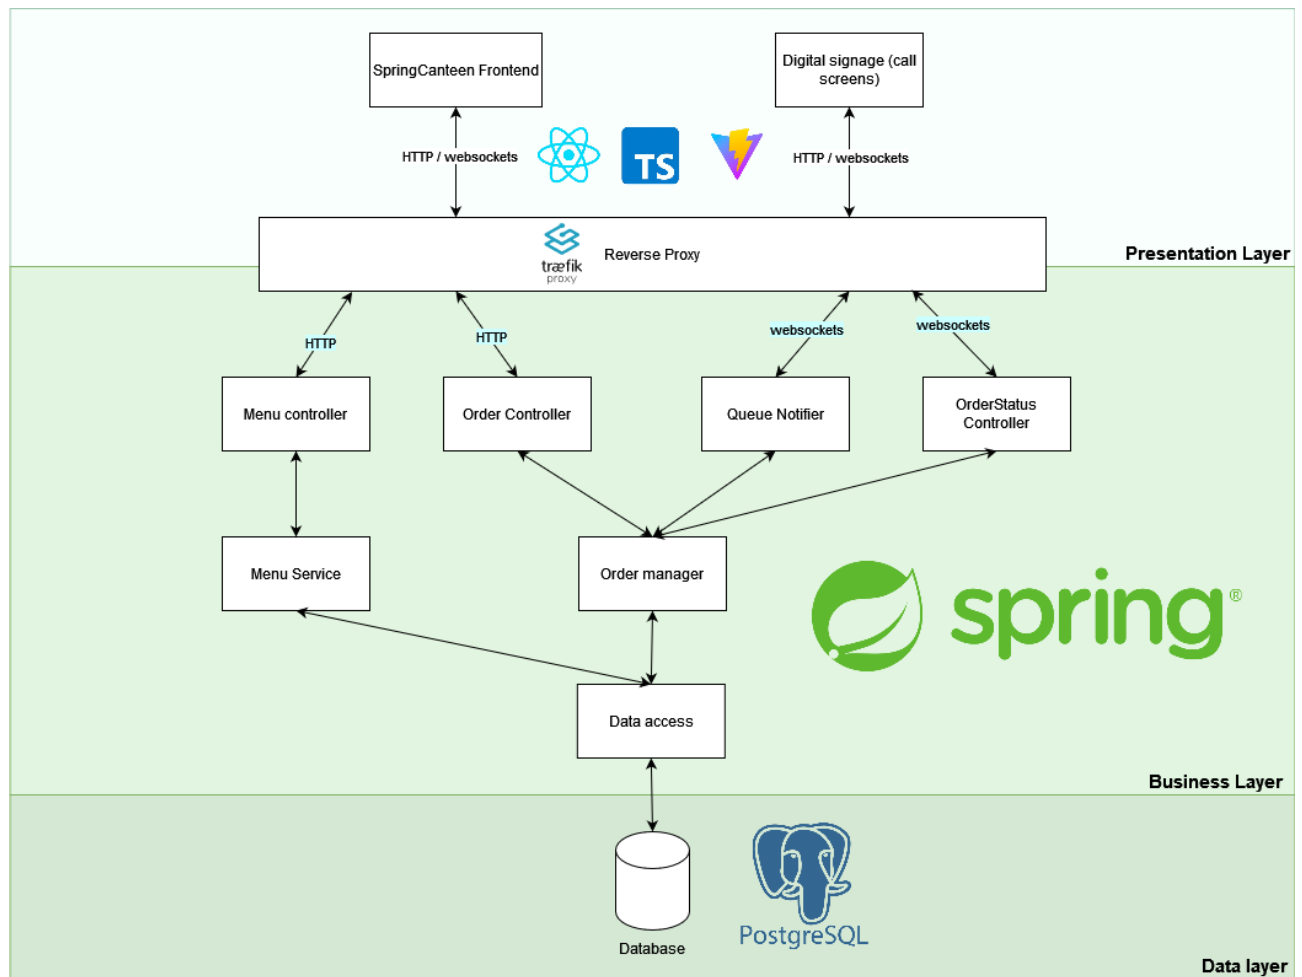 SpringCanteen Frontend
Digital signage (call
screens)
HTTP / websockets
TS
HTTP / websockets
træfik
proxy
Reverse Proxy
Presentation Layer
HTTP
HTTP
websockets
websockets
Menu controller
Order Controller
Queue Notifier
OrderStatus
Controller
Menu Service
Order manager
spring®
Data access
Business Layer
Database
PostgreSQL
Data layer